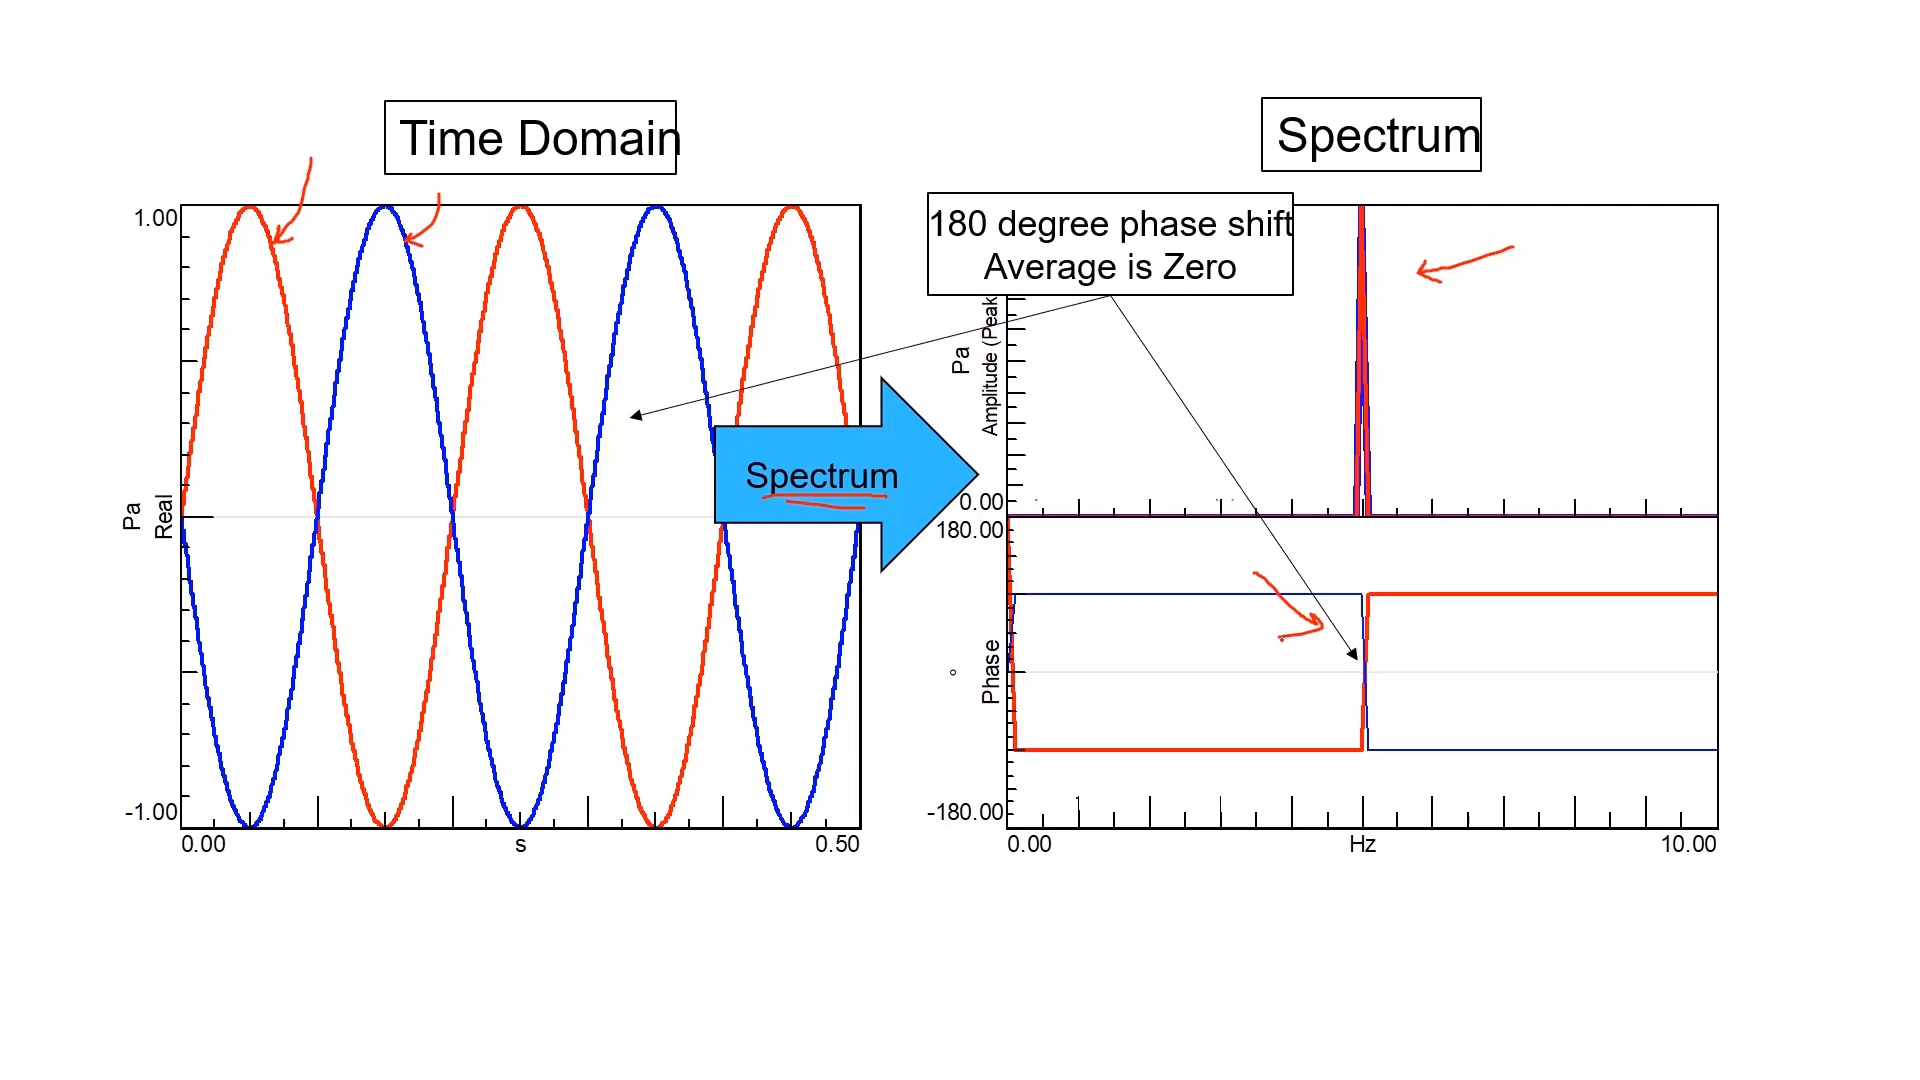 Time Domain
Spectrum
180 degree phase shift
Average is Zero
1.00
Pa
Real
-1.00
0.00
s
0.50
Spectrum
Pa
Amplitude (Peak
0.00
180.00
°
Phase
-180.00
0.00
Hz
10.00